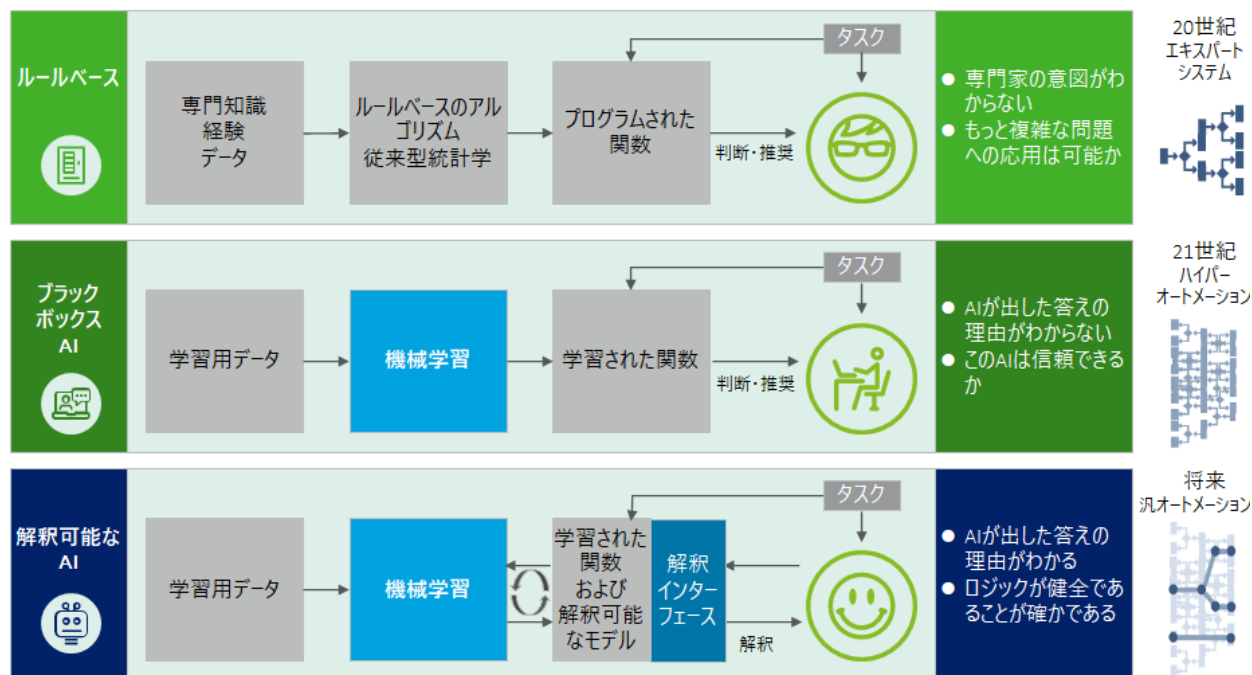 ルールベース
専門知識
経験
データ
ルールベースのアル
ゴリズム
従来型統計学
プログラムされた
関数
判断・推奨
タスク
● 専門家の意図がわ
からない
● もっと複雑な問題
への応用は可能か
20世紀
エキスパート
システム
ブラック
ボックス
AI
学習用データ
機械学習
学習された関数
判断・推奨
タスク
● AIが出した答えの
理由がわからない
● このAIは信頼できる
か
21世紀
ハイパー
オートメーション
解釈可能な
AI
学習用データ
機械学習
学習された
関数
および
解釈可能
なモデル
解釈
インター
フェース
解釈
タスク
● AIが出した答えの
理由がわかる
● ロジックが健全であ
ることが確かである
将来
汎オートメーション